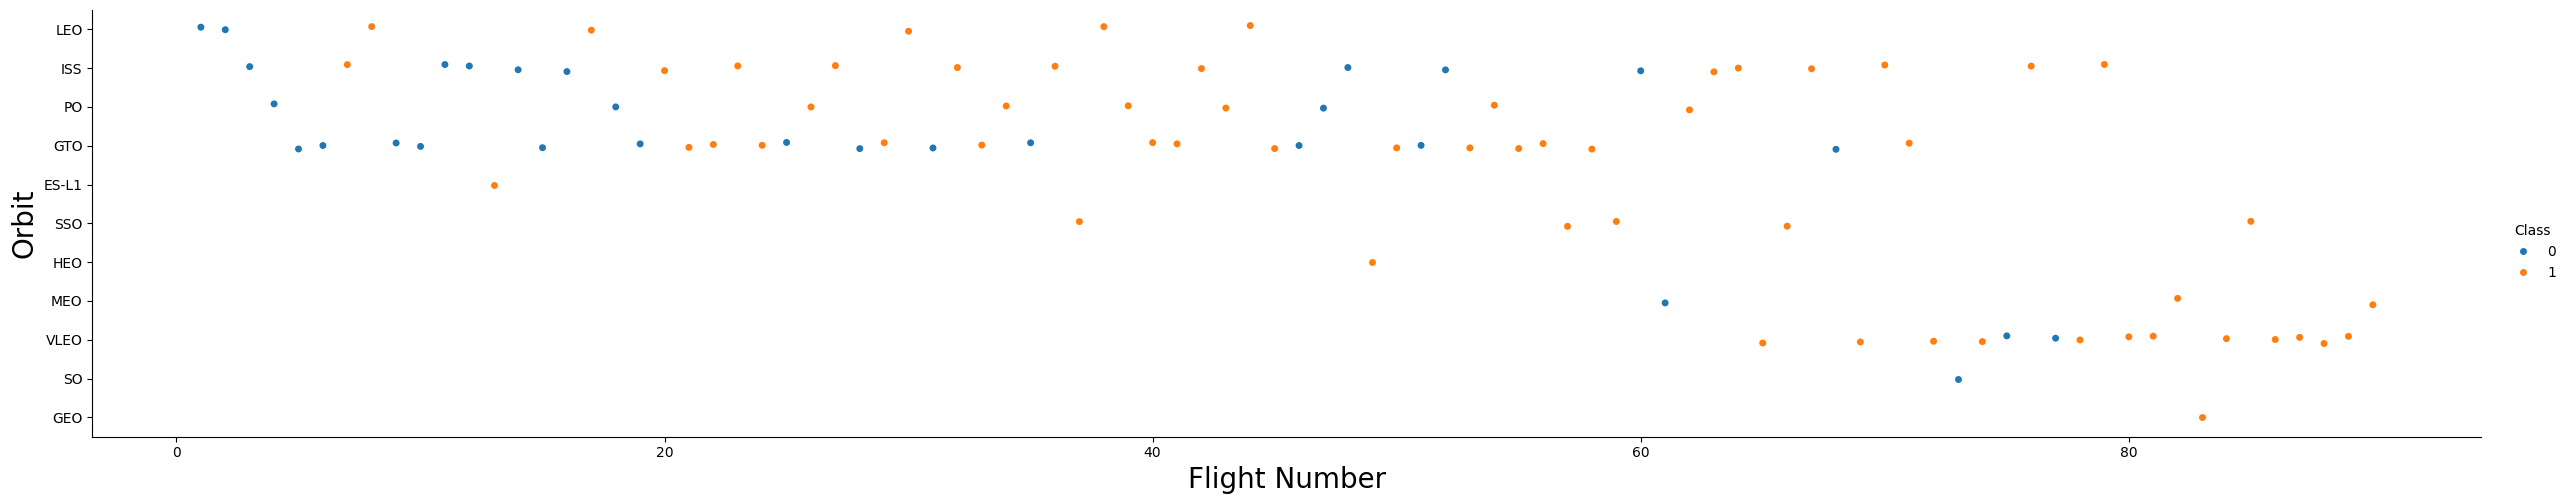 LEO
ISS
PO
GTO
ES-L1
SSO
HEO
MEO
VLEO
SO
GEO
Orbit
0 20 40 60 80
Flight Number
Class
0
1